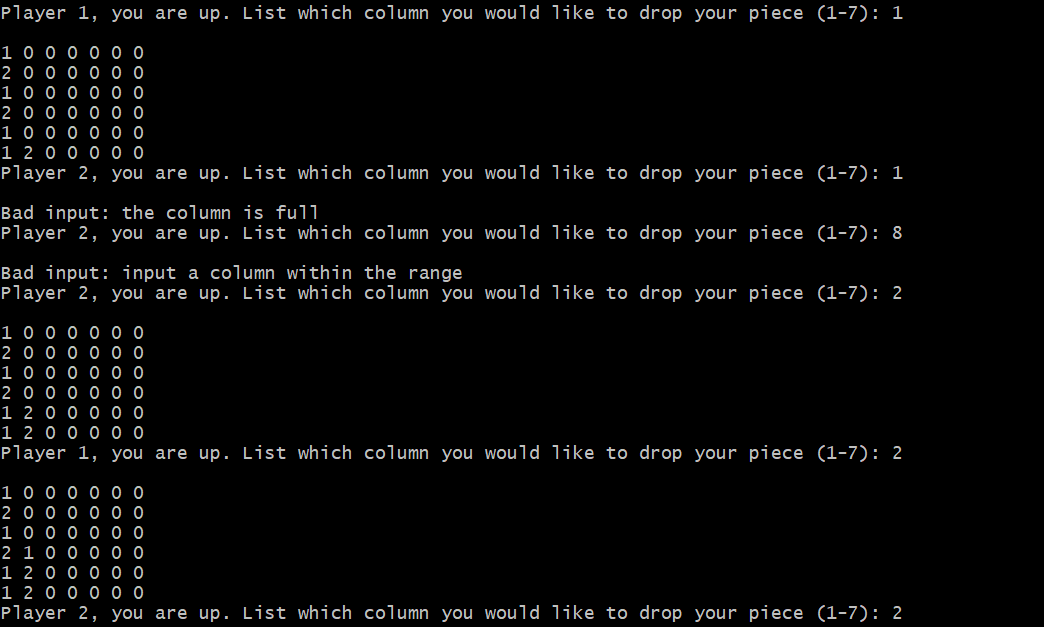 Player 1, you are up. List which column you would like to drop your piece (1-7): 1
1 0 0 0 0 0 0
2 0 0 0 0 0 0
1 0 0 0 0 0 0
2 0 0 0 0 0 0
1 0 0 0 0 0 0
1 2 0 0 0 0 0
Player 2, you are up. List which column you would like to drop your piece (1-7): 1
Bad input: the column is full
Player 2, you are up. List which column you would like to drop your piece (1-7): 8
Bad input: input a column within the range
Player 2, you are up. List which column you would like to drop your piece (1-7): 2
1 0 0 0 0 0 0
2 0 0 0 0 0 0
1 0 0 0 0 0 0
2 0 0 0 0 0 0
1 2 0 0 0 0 0
1 2 0 0 0 0 0
Player 1, you are up. List which column you would like to drop your piece (1-7): 2
1 0 0 0 0 0 0
2 0 0 0 0 0 0
1 0 0 0 0 0 0
2 1 0 0 0 0 0
1 2 0 0 0 0 0
1 2 0 0 0 0 0
Player 2, you are up. List which column you would like to drop your piece (1-7): 2